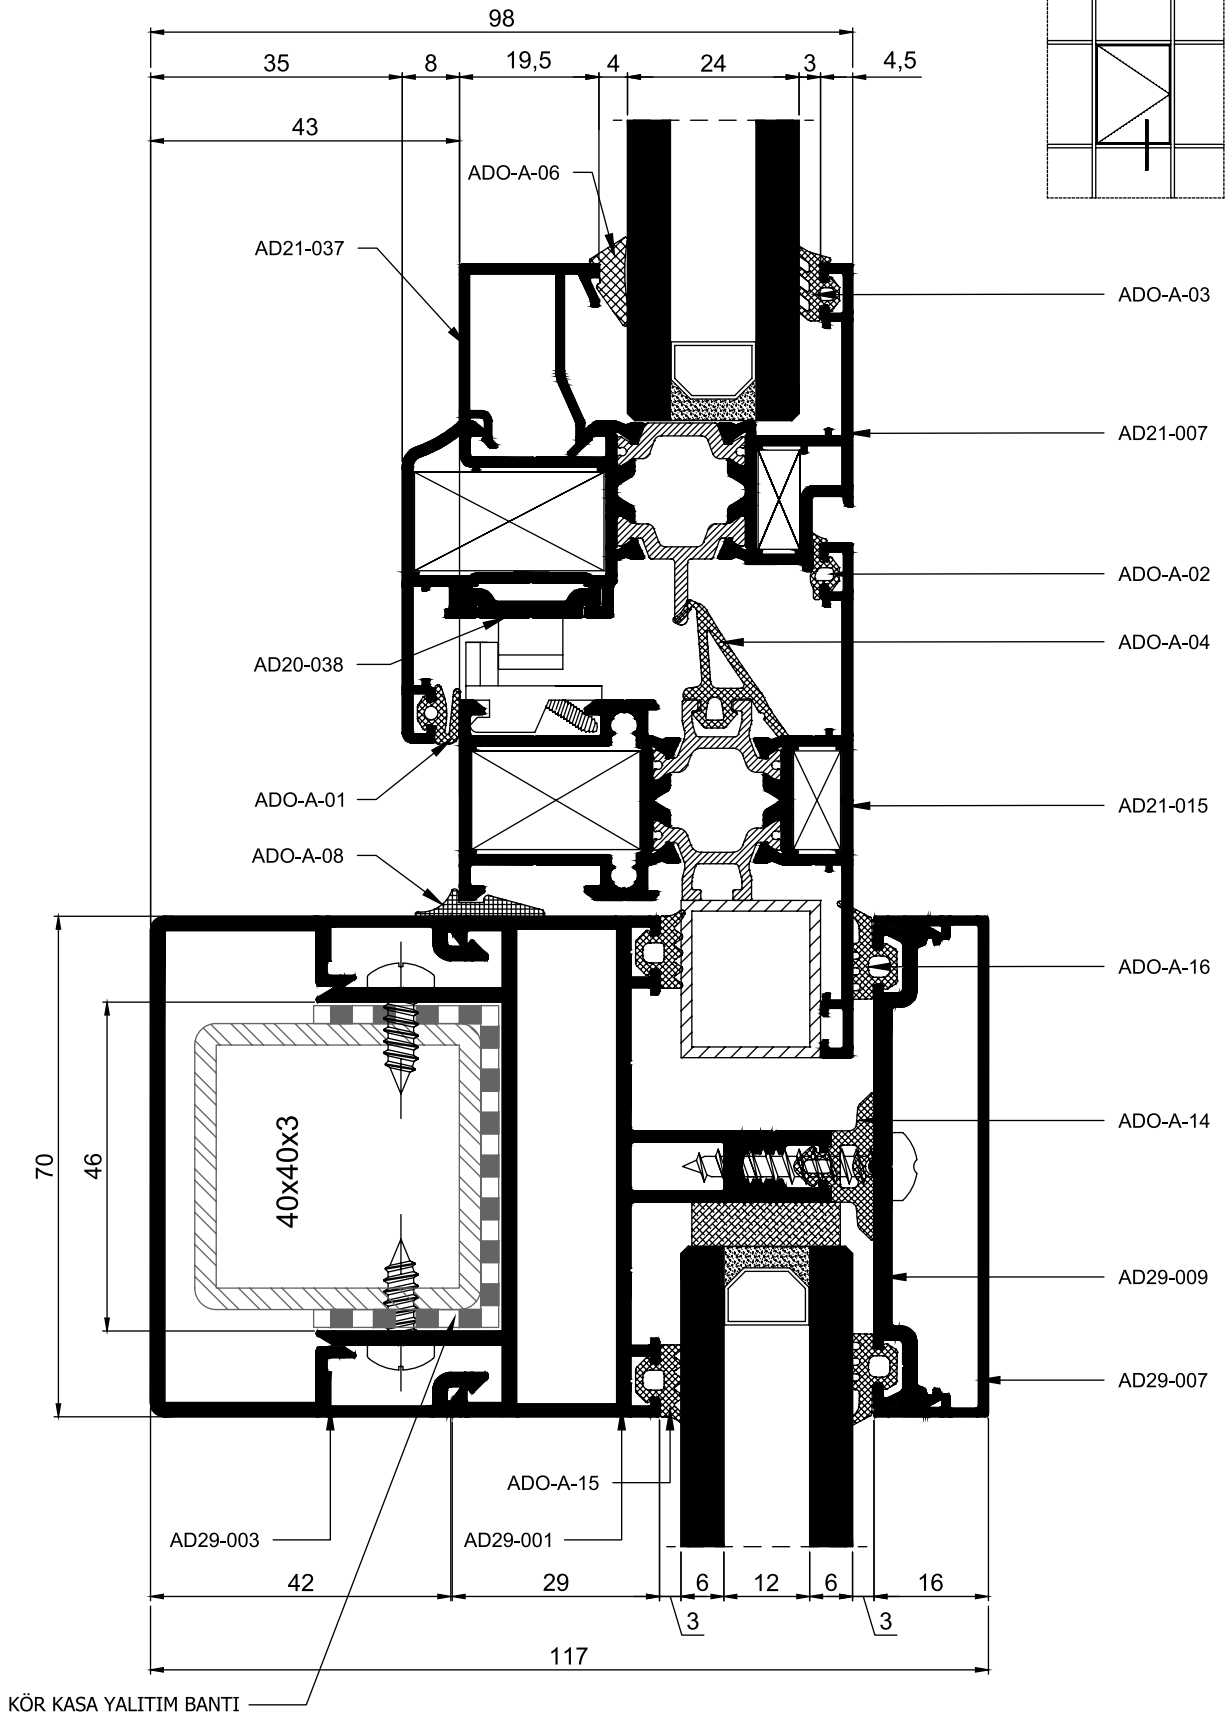 98
35 8 19,5 4 24 3 4,5
43
ADO-A-06
AD21-037
ADO-A-03
AD21-007
ADO-A-02
ADO-A-04
AD20-038
ADO-A-01
AD21-015
ADO-A-08
ADO-A-16
70
46
40x40x3
ADO-A-14
AD29-009
AD29-007
ADO-A-15
AD29-003
AD29-001
42 29 6 12 6 16
3 3
117
KÖR KASA YALITIM BANTI